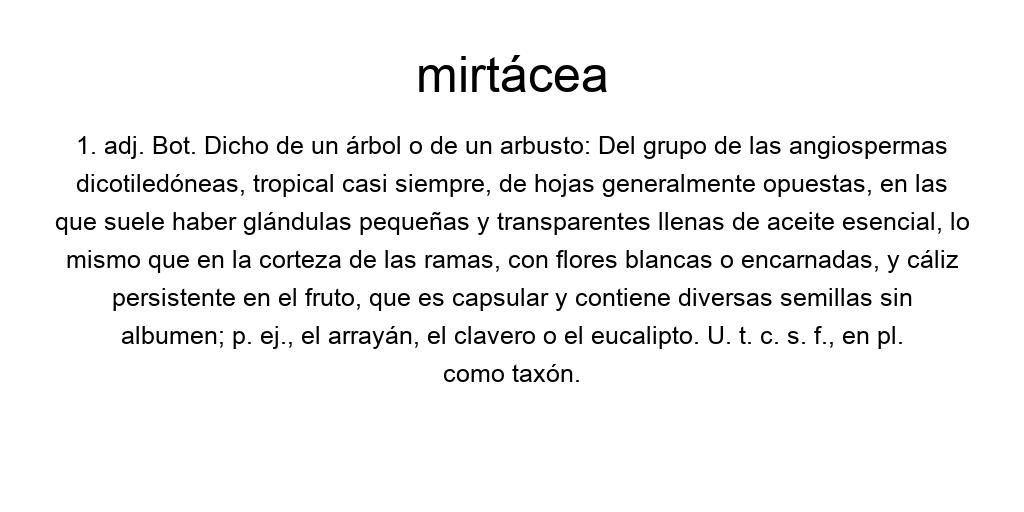 mirtácea
1. adj. Bot. Dicho de un árbol o de un arbusto: Del grupo de las angiospermas
dicotiledóneas, tropical casi siempre, de hojas generalmente opuestas, en las
que suele haber glándulas pequeñas y transparentes llenas de aceite esencial, lo
mismo que en la corteza de las ramas, con flores blancas o encarnadas, y cáliz
persistente en el fruto, que es capsular y contiene diversas semillas sin
albumen; p. ej., el arrayán, el clavero o el eucalipto. U. t. c. s. f., en pl.
como taxón.